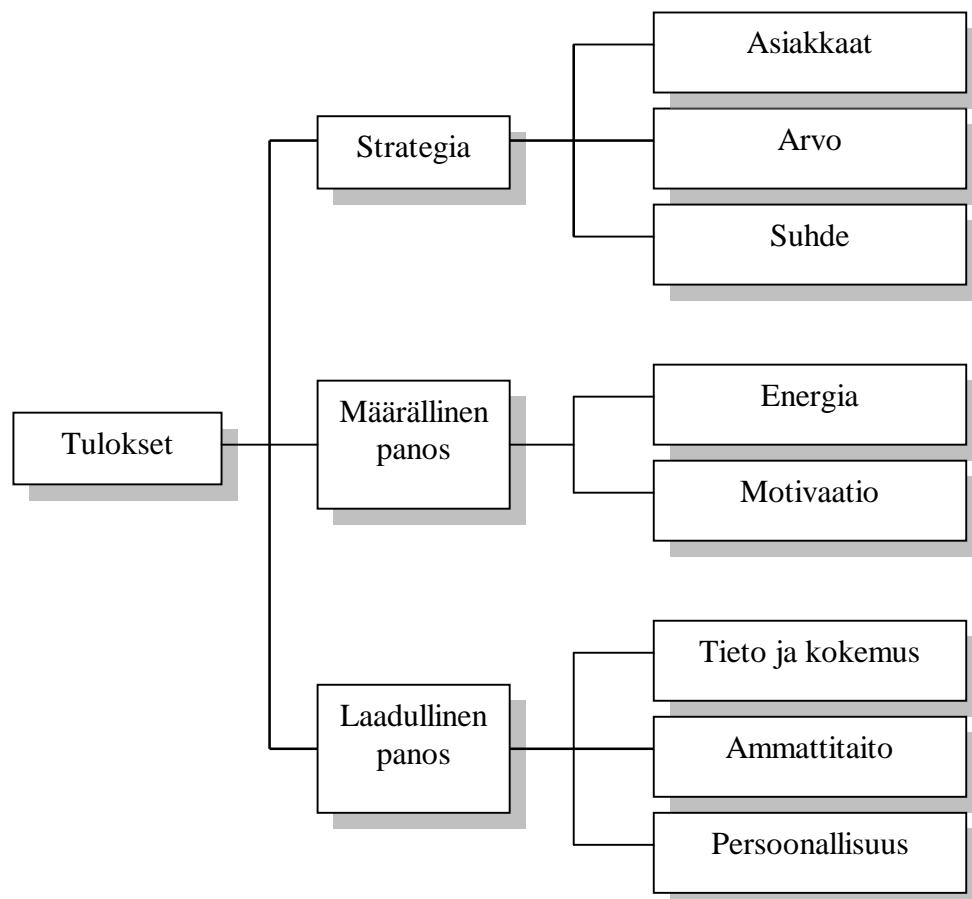 Tulokset
Strategia
Asiakkaat
Arvo
Suhde
Määrällinen
panos
Energia
Motivaatio
Laadullinen
panos
Tieto ja kokemus
Ammattitaito
Persoonallisuus